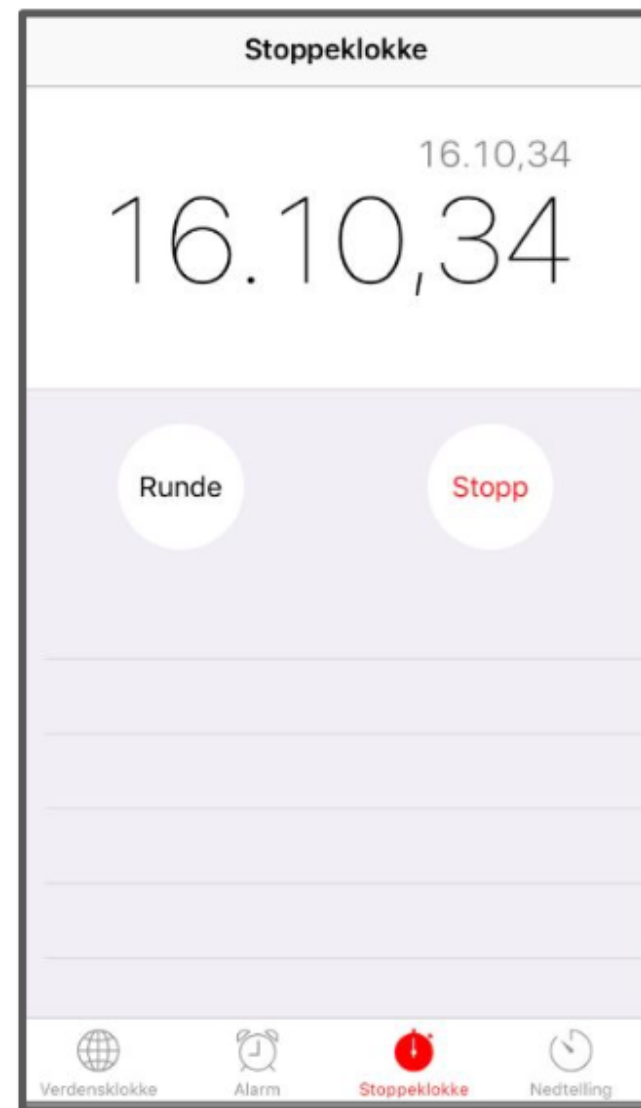 Stoppeklokke
16.10,34
16.10,34
Runde Stopp
Verdensklokke Alarm Stoppeklokke Nedtelling